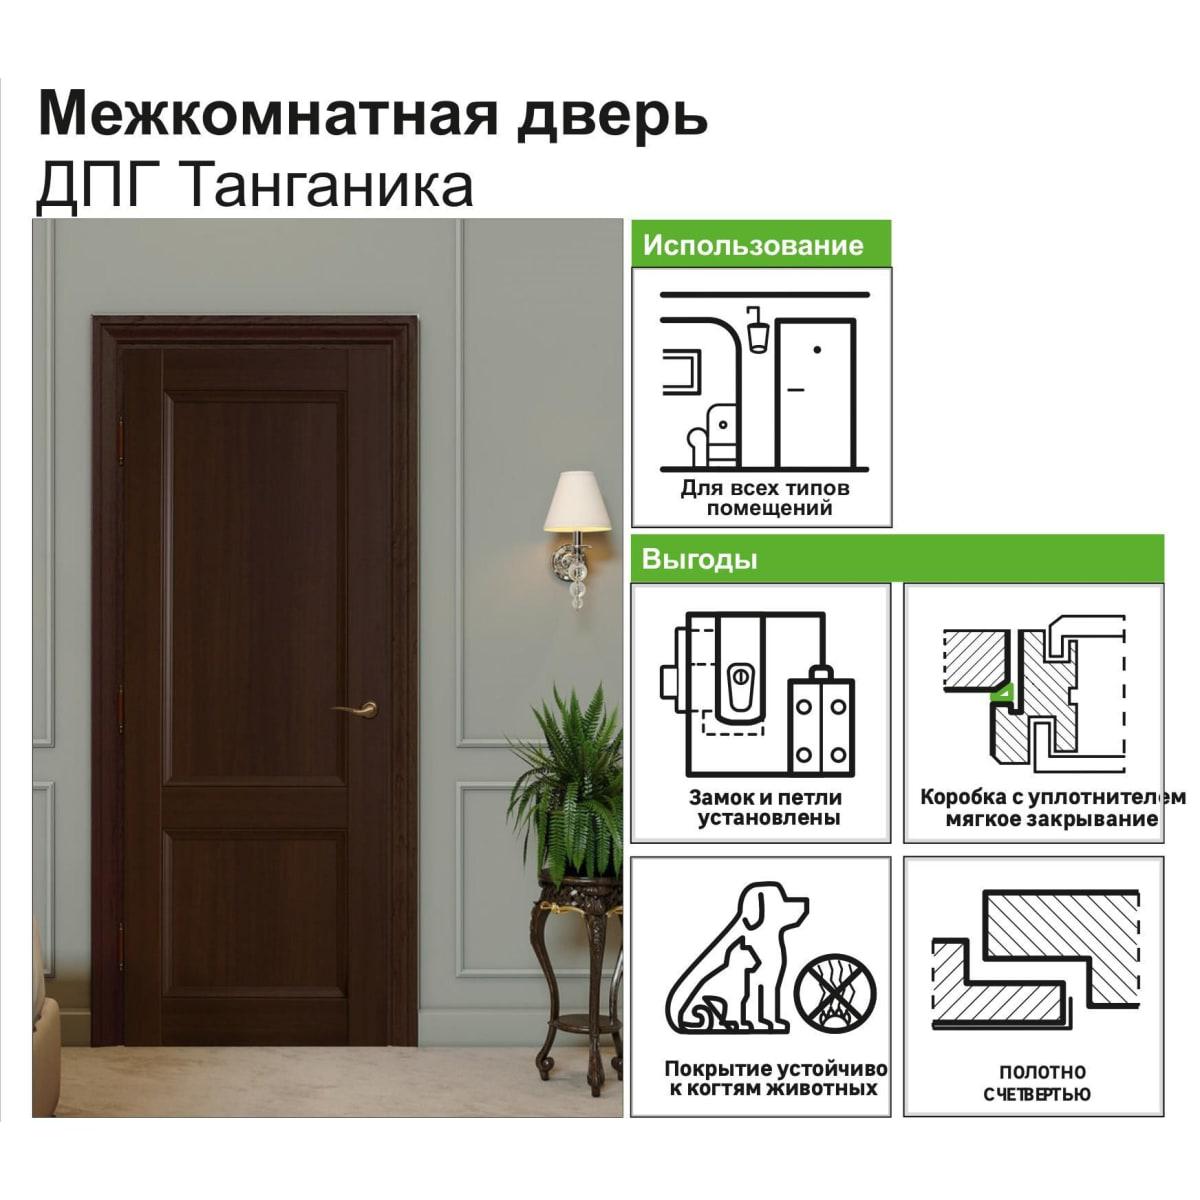 Межкомнатная дверь
ДПГ Танганика
Использование
Для всех типов
помещений
Выгоды
Замок и петли
установлены
Коробка с уплотнителем
мягкое закрывание
Покрытие устойчиво
к когтям животных
ПОЛОТНО
С ЧЕТВЕРТЬЮ